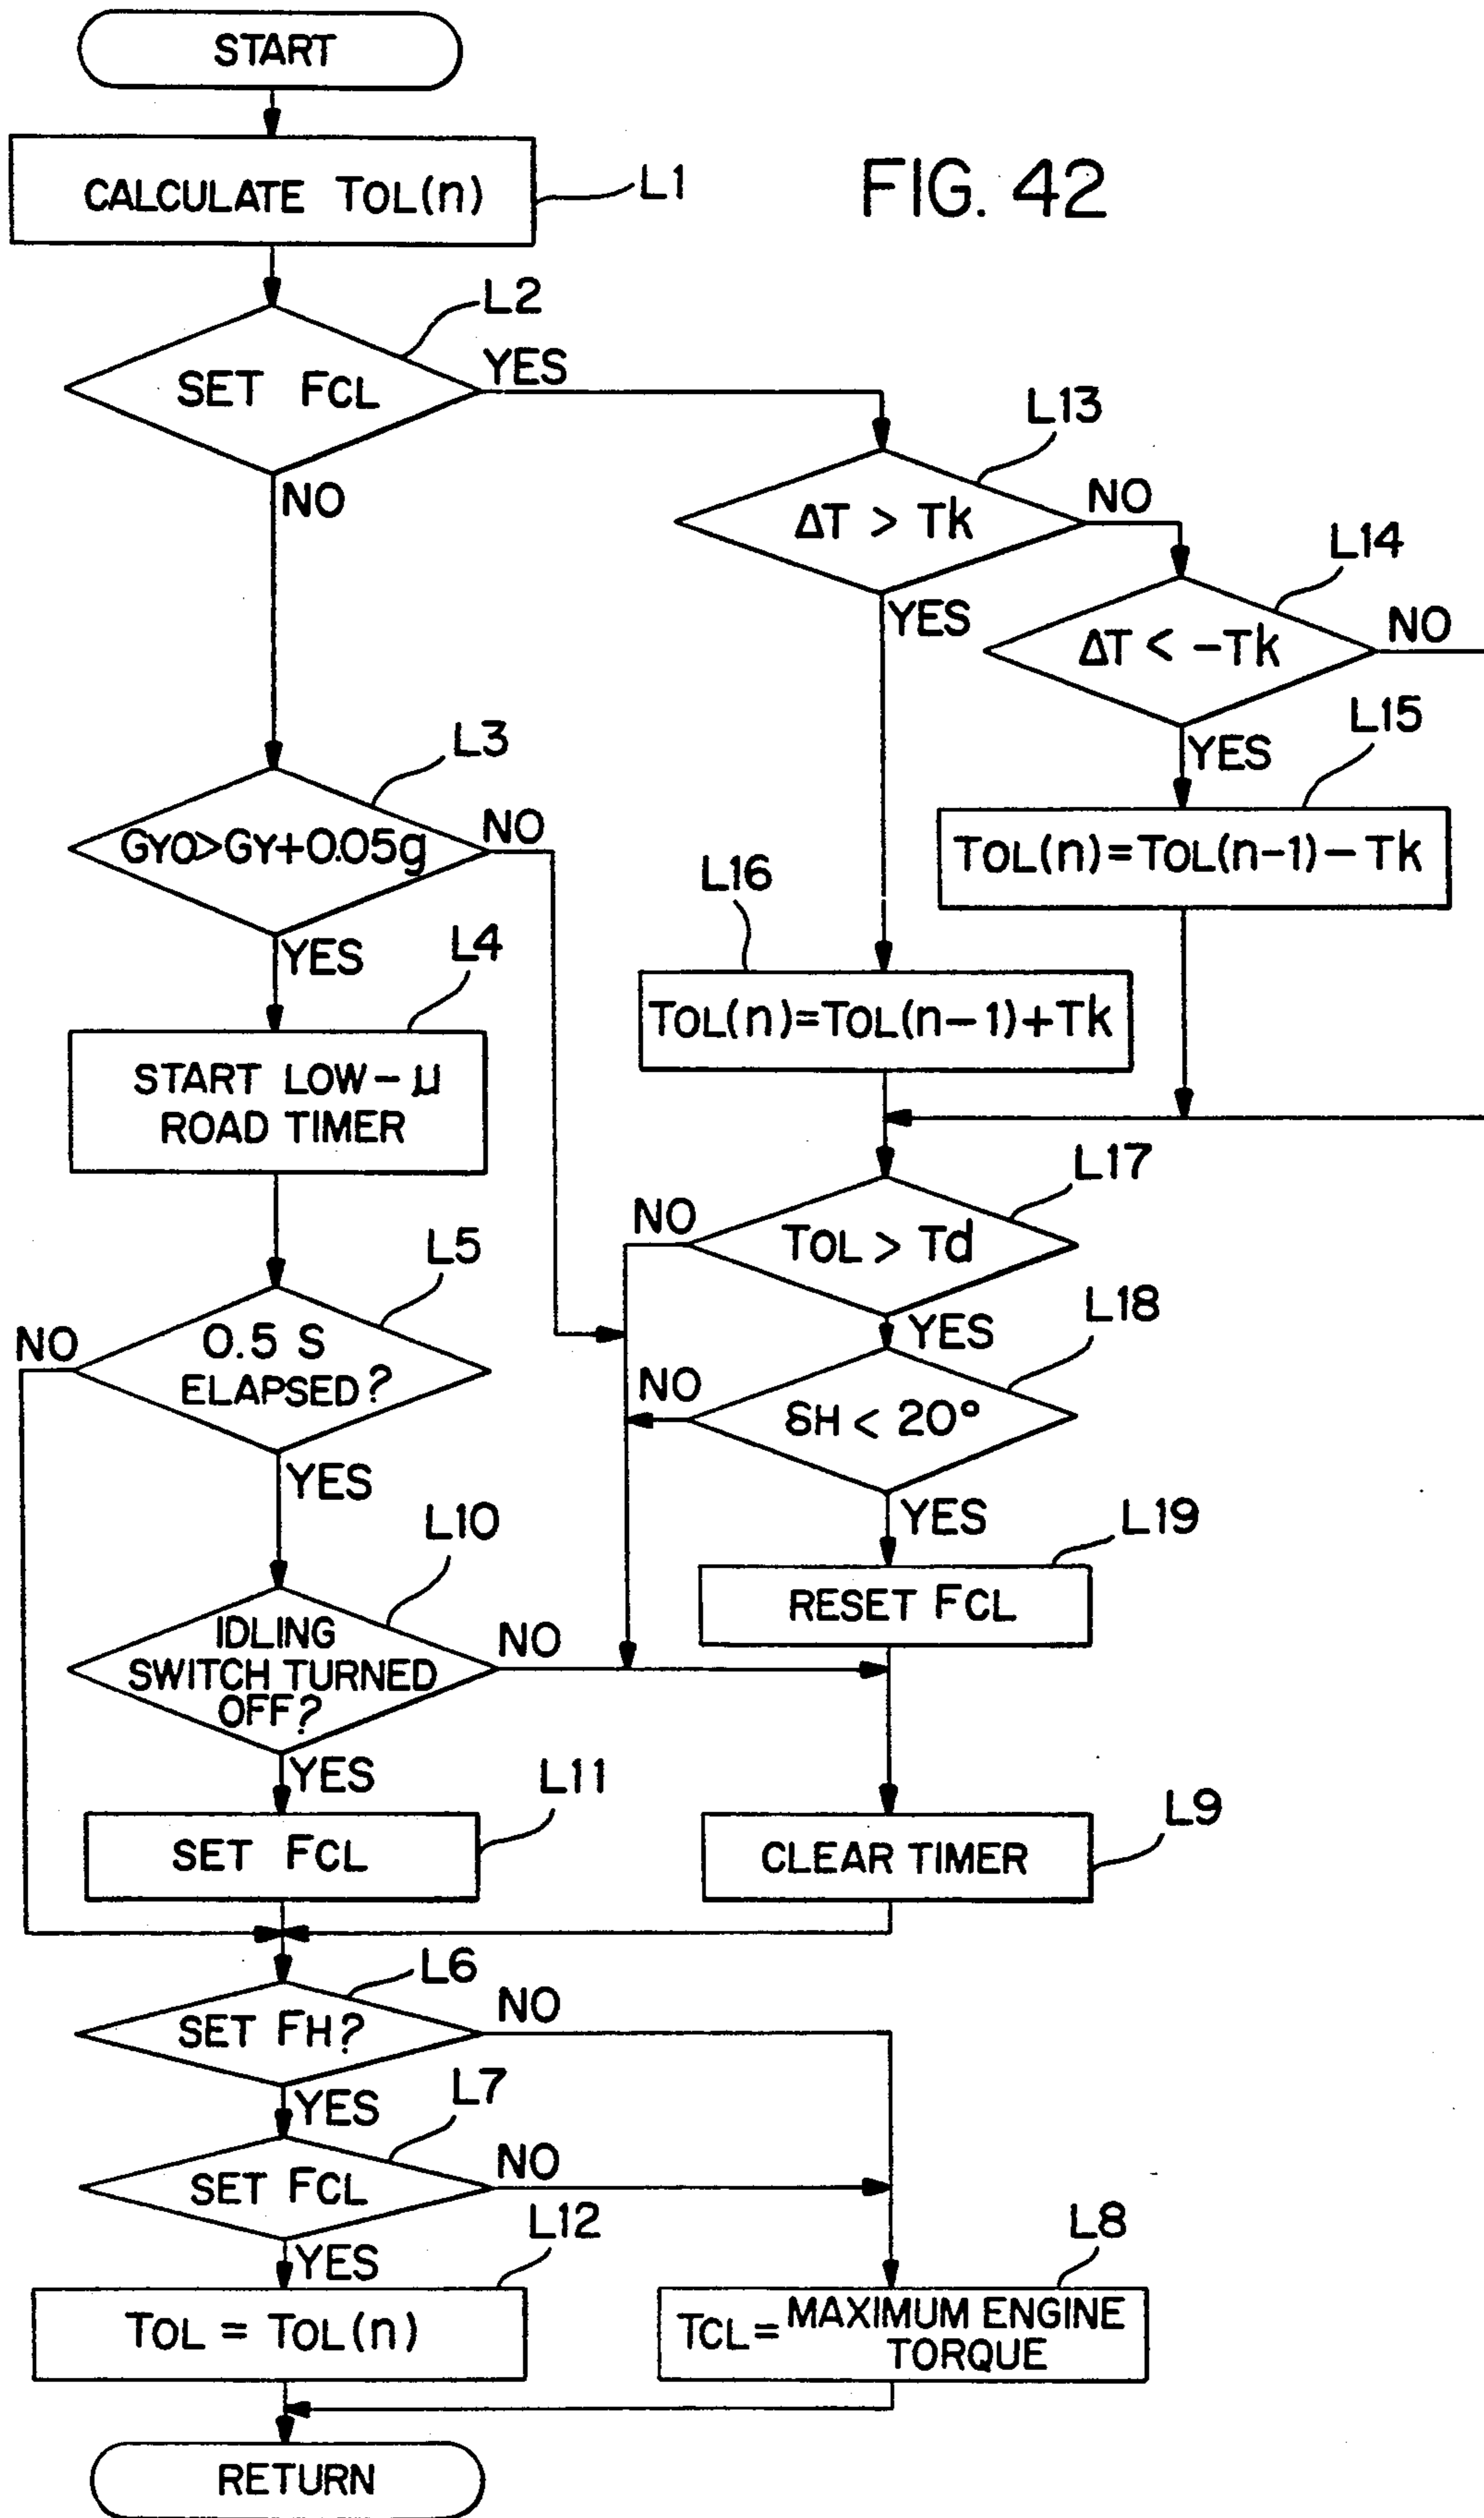 START
CALCULATE TOL(n)
L1
FIG. 42
L2
SET FCL
YES
NO
L13
ΔT > Tk
NO
YES
L14
ΔT < -Tk
NO
YES
L15
TOL(n)=TOL(n-1)-Tk
L3
GYO>GY+0.05g
NO
YES
L16
TOL(n)=TOL(n-1)+Tk
L4
START LOW-μ
ROAD TIMER
L17
TOL > Td
NO
YES
L5
0.5 S
ELAPSED?
NO
YES
L18
δH < 20°
NO
YES
L10
IDLING
SWITCH TURNED
OFF?
NO
YES
L19
RESET FCL
L11
SET FCL
L9
CLEAR TIMER
L6
SET FH?
NO
YES
L7
SET FCL
NO
YES
L12
TOL = TOL(n)
L8
TCL= MAXIMUM ENGINE
TORQUE
RETURN